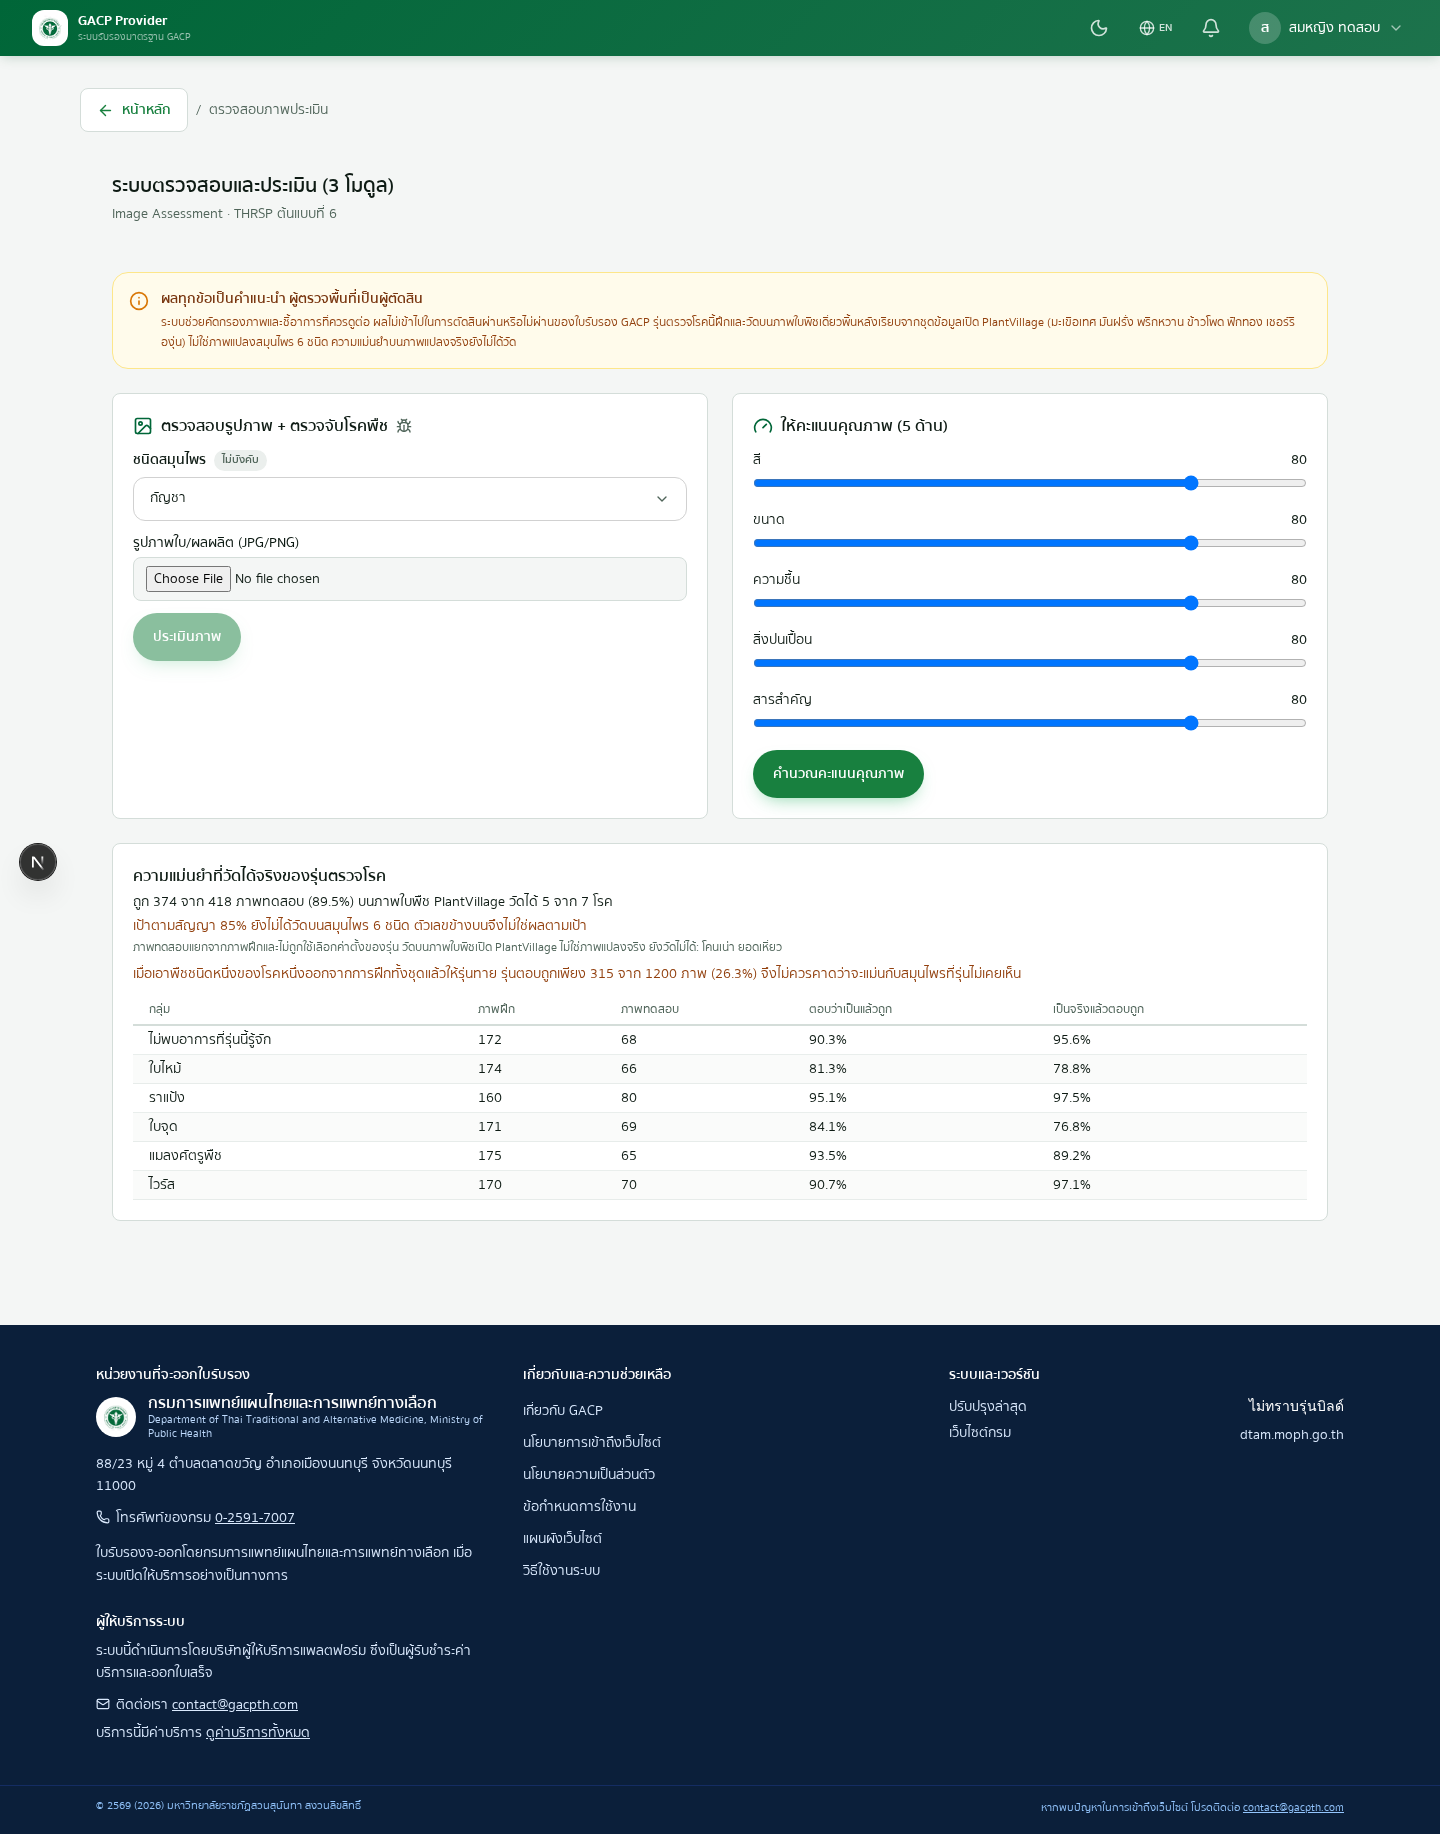 GACP Provider
ระบบรับรองมาตรฐาน GACP
EN
ส
สมหญิง ทดสอบ
หน้าหลัก
/ ตรวจสอบภาพประเมิน
ระบบตรวจสอบและประเมิน (3 โมดูล)
Image Assessment · THRSP ต้นแบบที่ 6
ผลทุกข้อเป็นคำแนะนำ ผู้ตรวจพื้นที่เป็นผู้ตัดสิน
ระบบช่วยคัดกรองภาพและชี้อาการที่ควรดูต่อ ผลไม่เข้าไปในการตัดสินผ่านหรือไม่ผ่านของใบรับรอง GACP รุ่นตรวจโรคนี้ฝึกและวัดบนภาพใบพืชเดี่ยวพื้นหลังเรียบจากชุดข้อมูลเปิด PlantVillage (มะเขือเทศ มันฝรั่ง พริกหวาน ข้าวโพด ฟักทอง เชอร์รี
องุ่น) ไม่ใช่ภาพแปลงสมุนไพร 6 ชนิด ความแม่นยำบนภาพแปลงจริงยังไม่ได้วัด
ตรวจสอบรูปภาพ + ตรวจจับโรคพืช
ชนิดสมุนไพร ไม่บังคับ
กัญชา
รูปภาพใบ/ผลผลิต (JPG/PNG)
Choose File No file chosen
ประเมินภาพ
ให้คะแนนคุณภาพ (5 ด้าน)
สี 80
ขนาด 80
ความชื้น 80
สิ่งปนเปื้อน 80
สารสำคัญ 80
คำนวณคะแนนคุณภาพ
ความแม่นยำที่วัดได้จริงของรุ่นตรวจโรค
ถูก 374 จาก 418 ภาพทดสอบ (89.5%) บนภาพใบพืช PlantVillage วัดได้ 5 จาก 7 โรค
เป้าตามสัญญา 85% ยังไม่ได้วัดบนสมุนไพร 6 ชนิด ตัวเลขข้างบนจึงไม่ใช่ผลตามเป้า
ภาพทดสอบแยกจากภาพฝึกและไม่ถูกใช้เลือกค่าตั้งของรุ่น วัดบนภาพใบพืชเปิด PlantVillage ไม่ใช่ภาพแปลงจริง ยังวัดไม่ได้: โคนเน่า ยอดเหี่ยว
เมื่อเอาพืชชนิดหนึ่งของโรคหนึ่งออกจากการฝึกทั้งชุดแล้วให้รุ่นทาย รุ่นตอบถูกเพียง 315 จาก 1200 ภาพ (26.3%) จึงไม่ควรคาดว่าจะแม่นกับสมุนไพรที่รุ่นไม่เคยเห็น
กลุ่ม ภาพฝึก ภาพทดสอบ ตอบว่าเป็นแล้วถูก เป็นจริงแล้วตอบถูก
ไม่พบอาการที่รุ่นนี้รู้จัก 172 68 90.3% 95.6%
ใบไหม้ 174 66 81.3% 78.8%
ราแป้ง 160 80 95.1% 97.5%
ใบจุด 171 69 84.1% 76.8%
แมลงศัตรูพืช 175 65 93.5% 89.2%
ไวรัส 170 70 90.7% 97.1%
N
หน่วยงานที่จะออกใบรับรอง
กรมการแพทย์แผนไทยและการแพทย์ทางเลือก
Department of Thai Traditional and Alternative Medicine, Ministry of
Public Health
88/23 หมู่ 4 ตำบลตลาดขวัญ อำเภอเมืองนนทบุรี จังหวัดนนทบุรี
11000
โทรศัพท์ของกรม 0-2591-7007
ใบรับรองจะออกโดยกรมการแพทย์แผนไทยและการแพทย์ทางเลือก เมื่อ
ระบบเปิดให้บริการอย่างเป็นทางการ
ผู้ให้บริการระบบ
ระบบนี้ดำเนินการโดยบริษัทผู้ให้บริการแพลตฟอร์ม ซึ่งเป็นผู้รับชำระค่า
บริการและออกใบเสร็จ
ติดต่อเรา contact@gacpth.com
บริการนี้มีค่าบริการ ดูค่าบริการทั้งหมด
เกี่ยวกับและความช่วยเหลือ
เกี่ยวกับ GACP
นโยบายการเข้าถึงเว็บไซต์
นโยบายความเป็นส่วนตัว
ข้อกำหนดการใช้งาน
แผนผังเว็บไซต์
วิธีใช้งานระบบ
ระบบและเวอร์ชัน
ปรับปรุงล่าสุด ไม่ทราบรุ่นบิลด์
เว็บไซต์กรม dtam.moph.go.th
© 2569 (2026) มหาวิทยาลัยราชภัฏสวนสุนันทา สงวนลิขสิทธิ์
หากพบปัญหาในการเข้าถึงเว็บไซต์ โปรดติดต่อ contact@gacpth.com